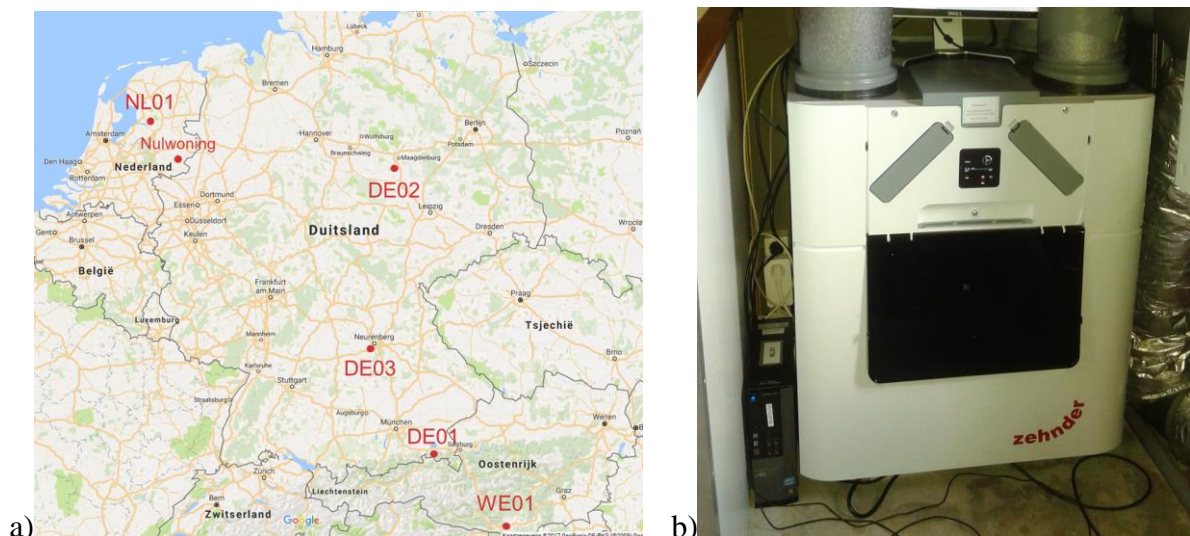 Lübeck
Hamburg
Szczecin
Bremen
NL01
Amsterdam
Berlin
Poznań
Hannover
Wolfsburg
Potsdam
Nulwoning
Braunschweig
Maagdenburg
Den Haag
Nederland
Rotterdam
DE02
Dortmund
Leipzig
Antwerpen
Essen
Düsseldorf
Duitsland
Dresden
Wrocław
Gent
Brussel
Keulen
België
Frankfurt
am Main
Praag
Luxemburg
Tsjechië
Mannheim
Neurenberg
Brno
DE03
Karlsruhe
Stuttgart
Straatsburg
Augsburg
München
DE01
Wenen
Salzburg
Oostenrijk
Zürich
Liechtenstein
WE01
Graz
Bern
Zwitserland
Google
a)
DELL
zehnder
b)